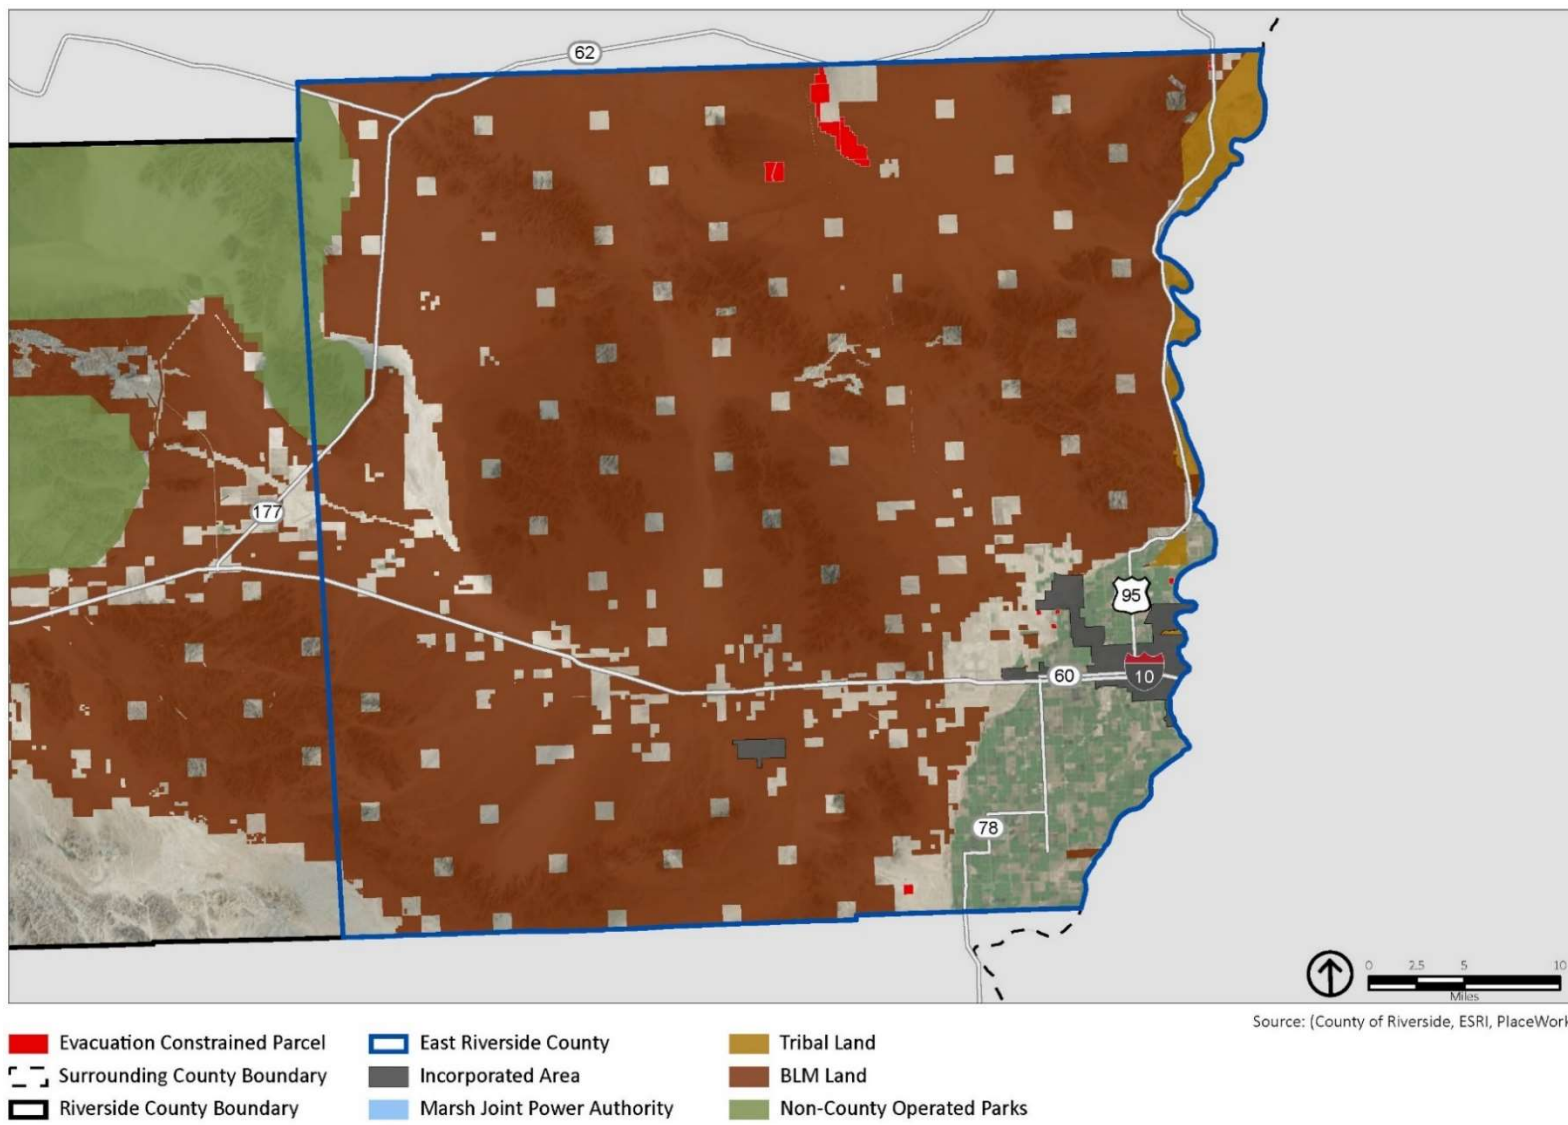 62
177
95
60
10
78
0 2.5 5 10
Miles
Source: (County of Riverside, ESRI, PlaceWork
Evacuation Constrained Parcel
East Riverside County
Tribal Land
Surrounding County Boundary
Incorporated Area
BLM Land
Riverside County Boundary
Marsh Joint Power Authority
Non-County Operated Parks